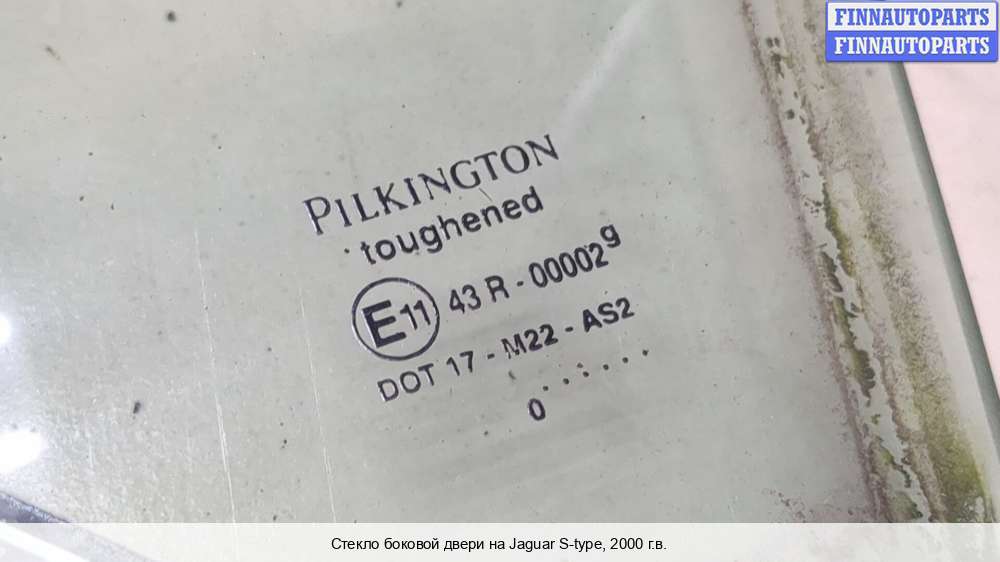 FINNAUTOPARTS
FINNAUTOPARTS
PILKINGTON
toughened
E11 43 R - 00002g
DOT 17 - M22 - AS2
. . . . . .
0
Стекло боковой двери на Jaguar S-type, 2000 г.в.